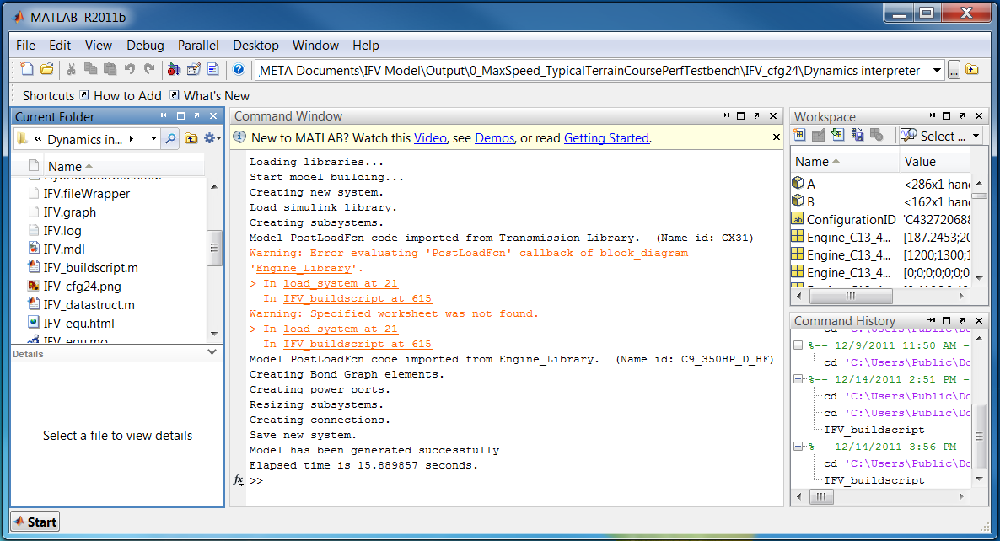 MATLAB R2011b
File Edit View Debug Parallel Desktop Window Help
META Documents\IFV Model\Output\0_MaxSpeed_TypicalTerrainCoursePerfTestbench\IFV_cfg24\Dynamics interpreter
...
Shortcuts How to Add What's New
Current Folder
« Dynamics in...
Name
IFV.fileWrapper
IFV.graph
IFV.log
IFV.mdl
IFV_buildscript.m
IFV_cfg24.png
IFV_datastruct.m
IFV_equ.html
IFV_equ.mo
Details
Select a file to view details
Command Window
New to MATLAB? Watch this Video, see Demos, or read Getting Started.
Loading libraries...
Start model building...
Creating new system.
Load simulink library.
Creating subsystems.
Model PostLoadFcn code imported from Transmission_Library. (Name id: CX31)
Warning: Error evaluating 'PostLoadFcn' callback of block_diagram
'Engine_Library'.
> In load_system at 21
In IFV_buildscript at 615
Warning: Specified worksheet was not found.
> In load_system at 21
In IFV_buildscript at 615
Model PostLoadFcn code imported from Engine_Library. (Name id: C9_350HP_D_HF)
Creating Bond Graph elements.
Creating power ports.
Resizing subsystems.
Creating connections.
Save new system.
Model has been generated successfully
Elapsed time is 15.889857 seconds.
fx >>
Workspace
Select ...
Name Value
A <286x1 hand
B <162x1 hand
ab ConfigurationID 'C432720688
Engine_C13_4... [187.2453;20
Engine_C13_4... [1200;1300;1
Engine_C13_4... [0;0;0;0;0;0;
Command History
%-- 12/9/2011 11:50 AM -
cd 'C:\Users\Public\Do
%-- 12/14/2011 2:51 PM -
cd 'C:\Users\Public\Do
cd 'C:\Users\Public\Do
IFV_buildscript
%-- 12/14/2011 3:56 PM -
cd 'C:\Users\Public\Do
IFV_buildscript
Start